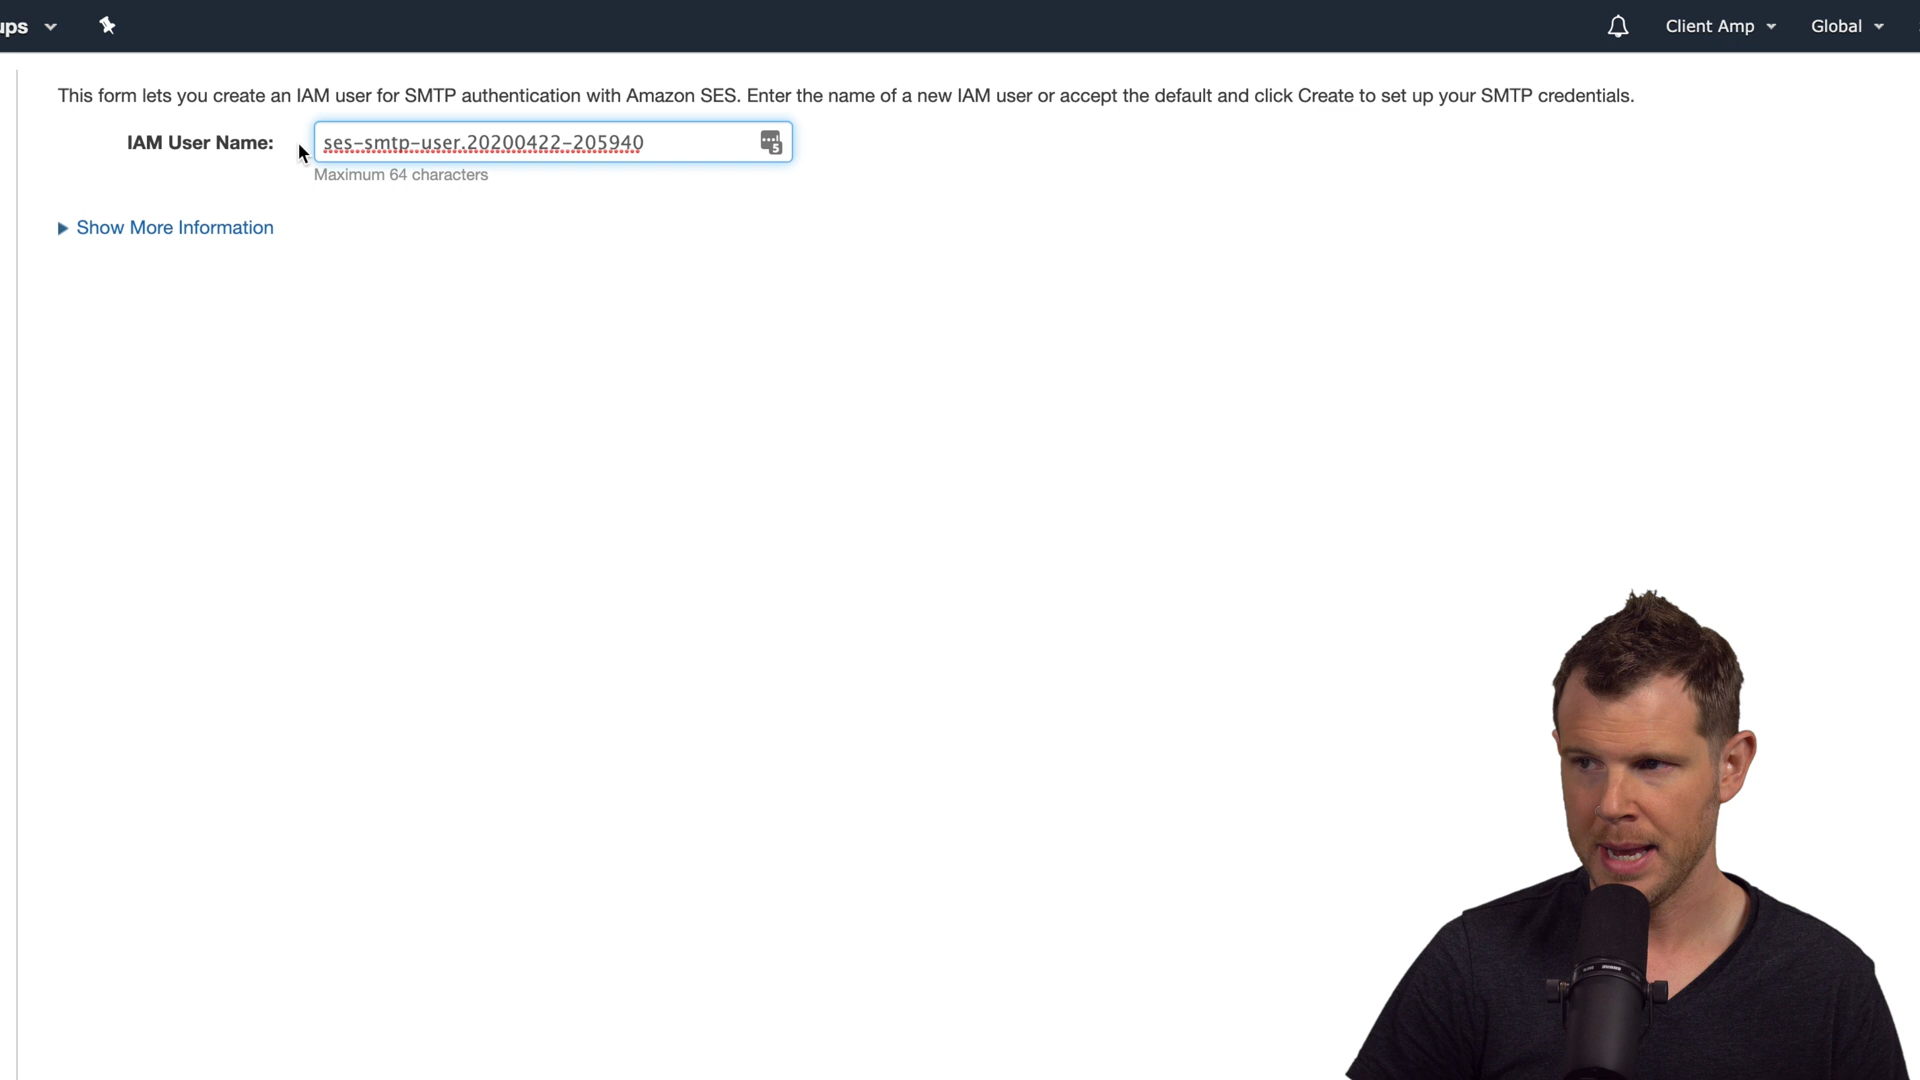 ups
Client Amp
Global
This form lets you create an IAM user for SMTP authentication with Amazon SES. Enter the name of a new IAM user or accept the default and click Create to set up your SMTP credentials.
IAM User Name: ses-smtp-user.20200422-205940
5
Maximum 64 characters
Show More Information